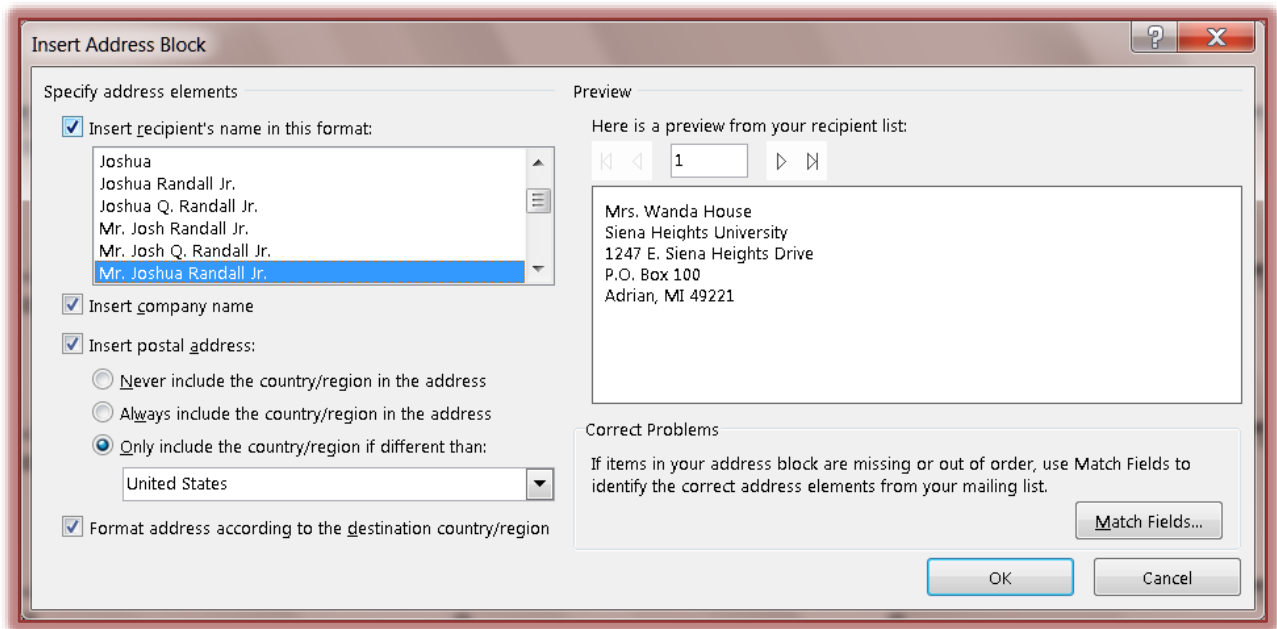 Insert Address Block
Specify address elements
Insert recipient's name in this format:
Joshua
Joshua Randall Jr.
Joshua Q. Randall Jr.
Mr. Josh Randall Jr.
Mr. Josh Q. Randall Jr.
Mr. Joshua Randall Jr.
Insert company name
Insert postal address:
Never include the country/region in the address
Always include the country/region in the address
Only include the country/region if different than:
United States
Format address according to the destination country/region
Preview
Here is a preview from your recipient list:
1
Mrs. Wanda House
Siena Heights University
1247 E. Siena Heights Drive
P.O. Box 100
Adrian, MI 49221
Correct Problems
If items in your address block are missing or out of order, use Match Fields to
identify the correct address elements from your mailing list.
Match Fields...
OK
Cancel